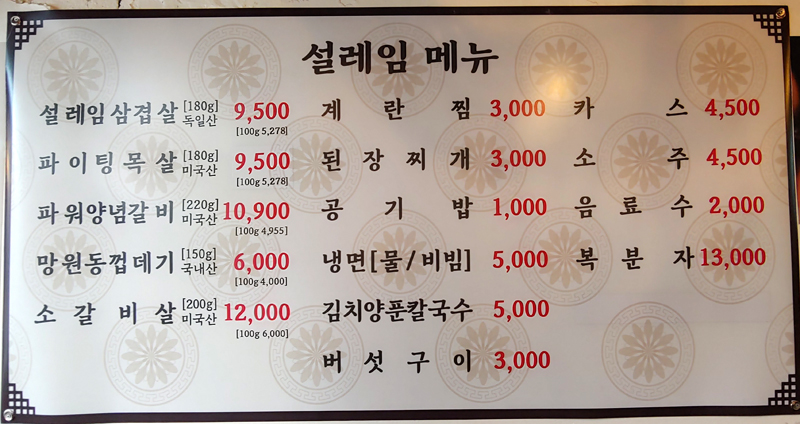 설레임 메뉴
설레임삼겹살 [180g] 독일산 9,500
[100g 5,278]
파이팅목살 [180g] 미국산 9,500
[100g 5,278]
파워양념갈비 [220g] 미국산 10,900
[100g 4,955]
망원동껍데기 [150g] 국내산 6,000
[100g 4,000]
소갈비살 [200g] 미국산 12,000
[100g 6,000]
계란찜 3,000
된장찌개 3,000
공기밥 1,000
냉면[물/비빔] 5,000
김치양푼칼국수 5,000
버섯구이 3,000
카스 4,500
소주 4,500
음료수 2,000
복분자 13,000